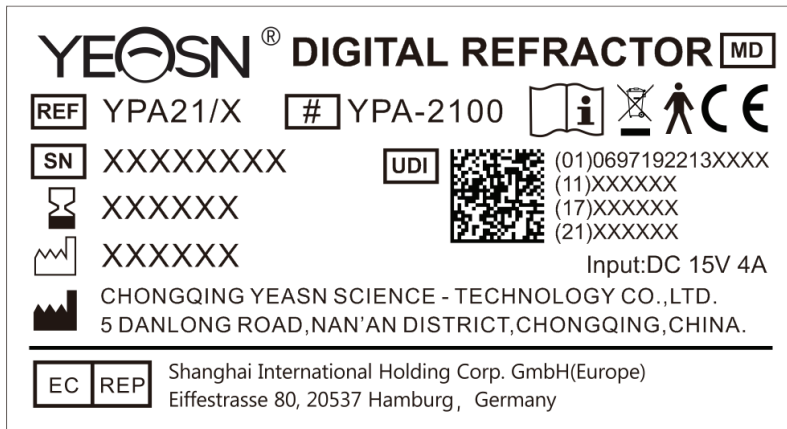 YEASN® DIGITAL REFRACTOR MD
REF YPA21/X # YPA-2100 i CE
SN XXXXXXXX
UDI (01)0697192213XXXX
XXXXXX (11)XXXXXX
(17)XXXXXX
XXXXXX (21)XXXXXX
Input:DC 15V 4A
CHONGQING YEASN SCIENCE - TECHNOLOGY CO.,LTD.
5 DANLONG ROAD,NAN'AN DISTRICT,CHONGQING,CHINA.
EC REP Shanghai International Holding Corp. GmbH(Europe)
Eiffestrasse 80, 20537 Hamburg, Germany